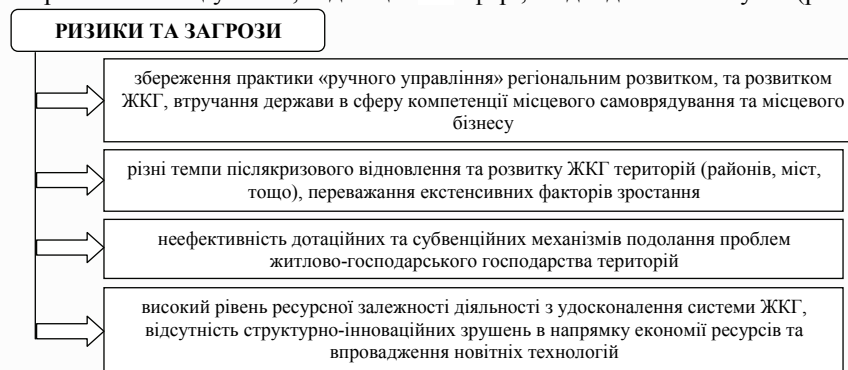 РИЗИКИ ТА ЗАГРОЗИ
збереження практики «ручного управління» регіональним розвитком, та розвитком
ЖКГ, втручання держави в сферу компетенції місцевого самоврядування та місцевого
бізнесу
різні темпи післякризового відновлення та розвитку ЖКГ територій (районів, міст,
тощо), переважання екстенсивних факторів зростання
неефективність дотаційних та субвенційних механізмів подолання проблем
житлово-господарського господарства територій
високий рівень ресурсної залежності діяльності з удосконалення системи ЖКГ,
відсутність структурно-інноваційних зрушень в напрямку економії ресурсів та
впровадження новітніх технологій